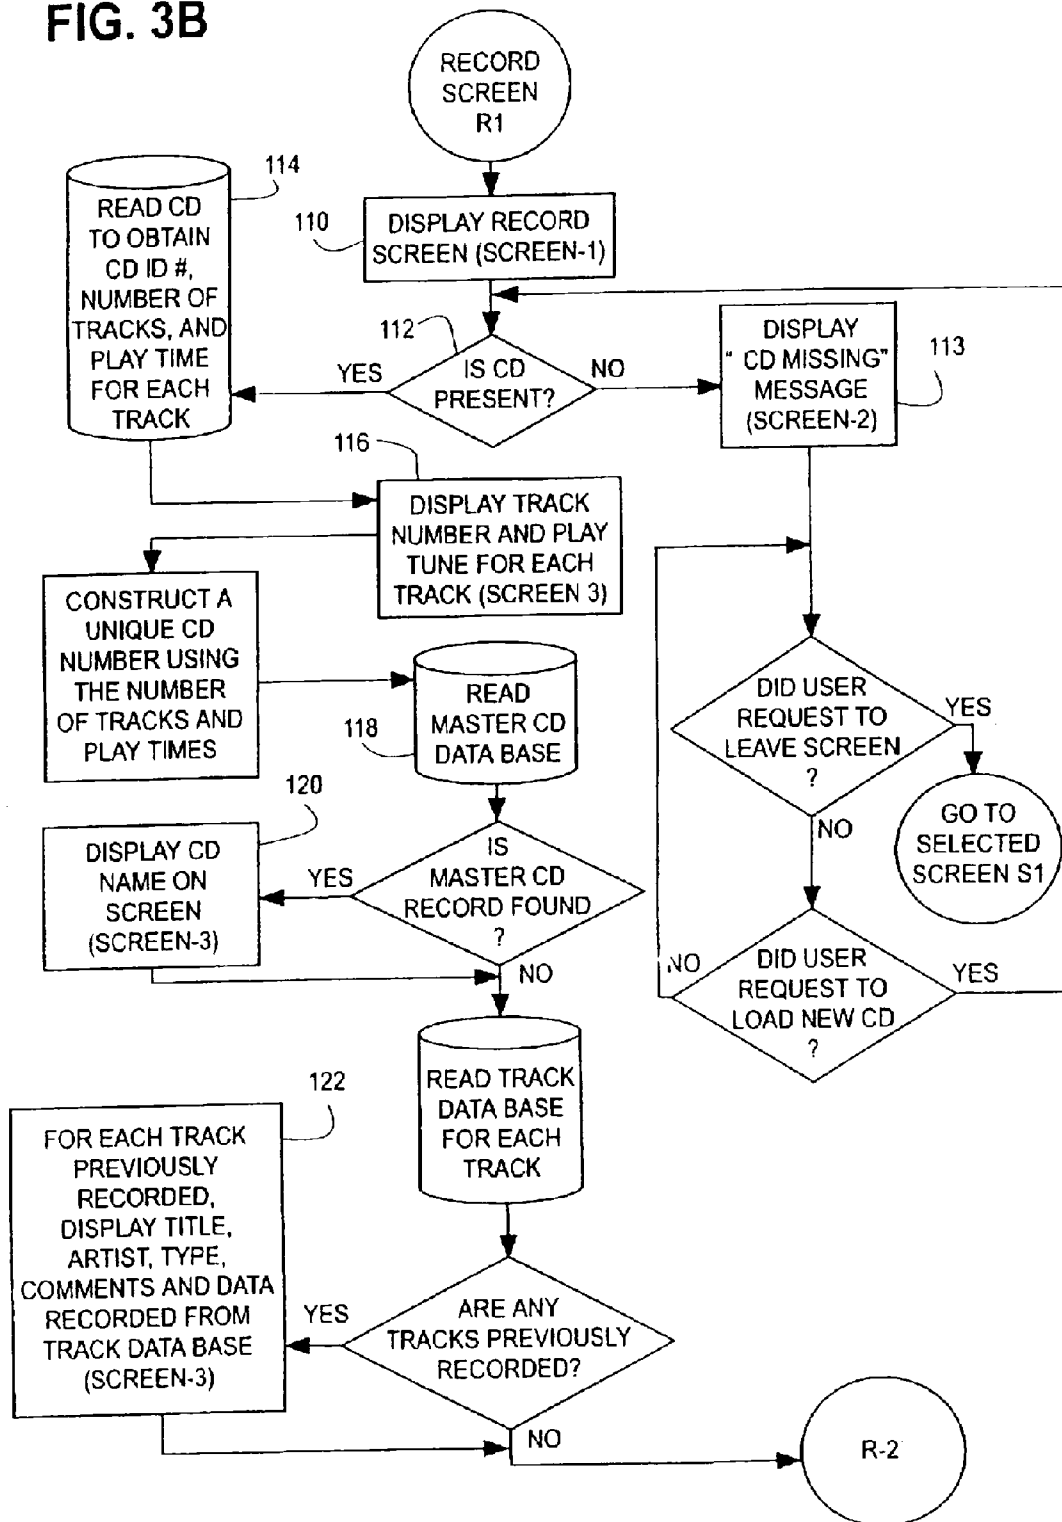 FIG. 3B
RECORD
SCREEN
R1
114
READ CD
TO OBTAIN
CD ID #,
NUMBER OF
TRACKS, AND
PLAY TIME
FOR EACH
TRACK
110
DISPLAY RECORD
SCREEN (SCREEN-1)
112
IS CD
PRESENT?
YES
NO
DISPLAY
" CD MISSING"
MESSAGE
(SCREEN-2)
113
116
DISPLAY TRACK
NUMBER AND PLAY
TUNE FOR EACH
TRACK (SCREEN 3)
CONSTRUCT A
UNIQUE CD
NUMBER USING
THE NUMBER
OF TRACKS AND
PLAY TIMES
READ
MASTER CD
DATA BASE
118
DID USER
REQUEST TO
LEAVE SCREEN
?
YES
NO
GO TO
SELECTED
SCREEN S1
120
DISPLAY CD
NAME ON
SCREEN
(SCREEN-3)
YES
IS
MASTER CD
RECORD FOUND
?
NO
DID USER
REQUEST TO
LOAD NEW CD
?
NO
YES
READ TRACK
DATA BASE
FOR EACH
TRACK
122
FOR EACH TRACK
PREVIOUSLY
RECORDED,
DISPLAY TITLE,
ARTIST, TYPE,
COMMENTS AND DATA
RECORDED FROM
TRACK DATA BASE
(SCREEN-3)
YES
ARE ANY
TRACKS PREVIOUSLY
RECORDED?
NO
R-2